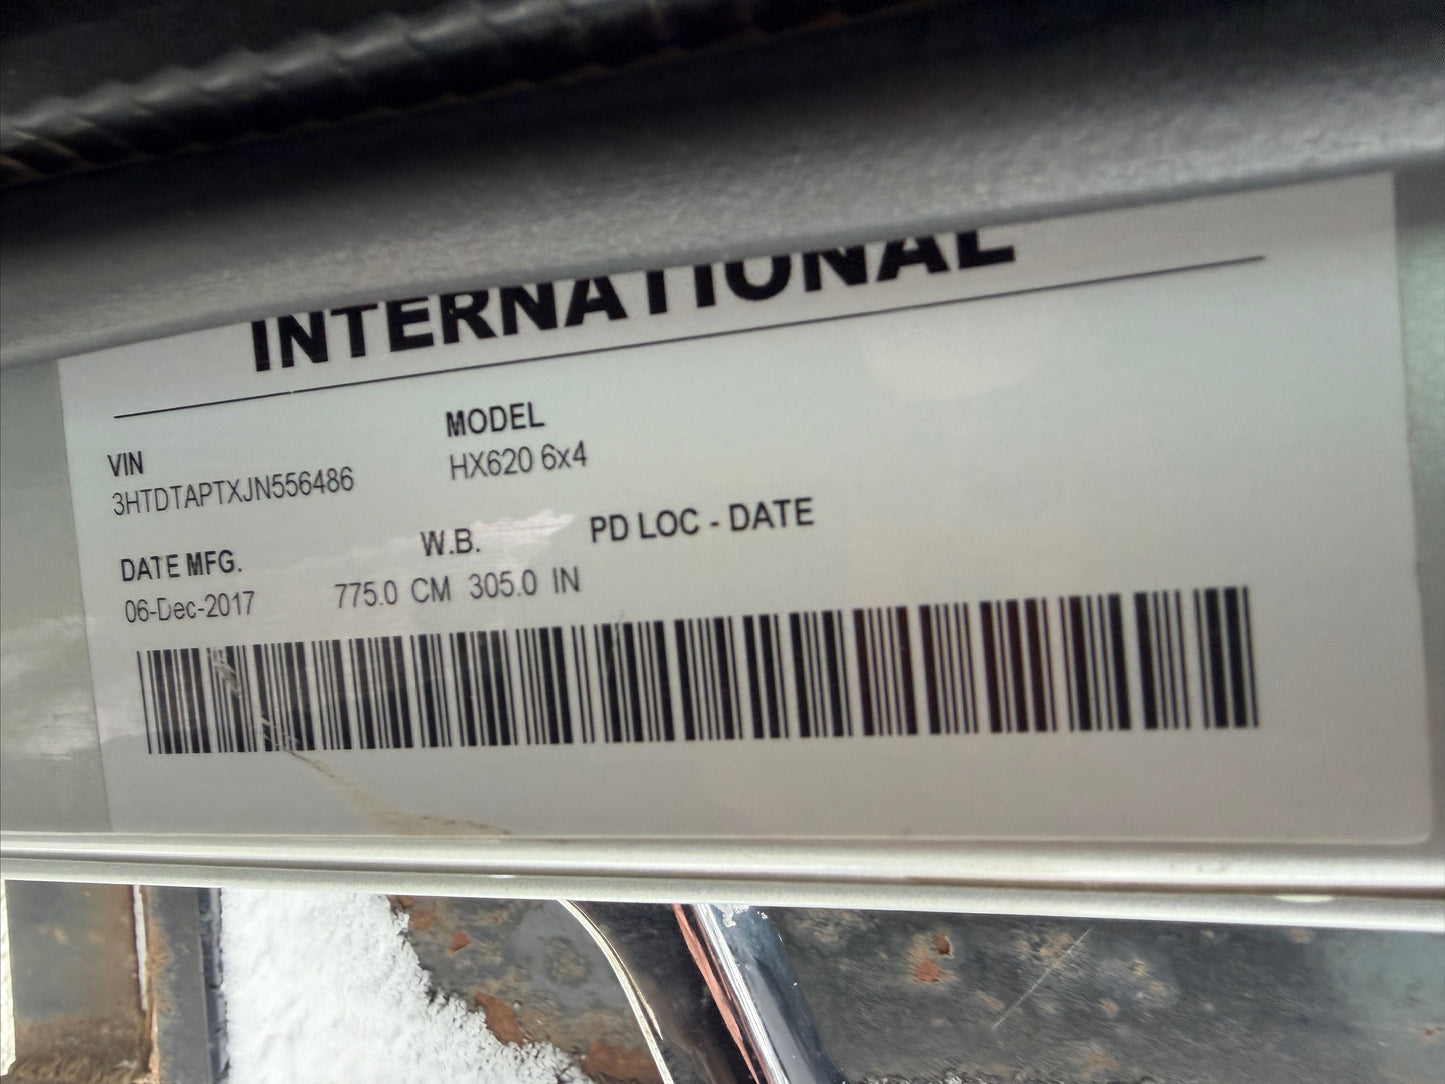 INTERNATIONAL
VIN
3HTDTAPTXJN556486
MODEL
HX620 6x4
DATE MFG.
06-Dec-2017
W.B.
775.0 CM 305.0 IN
PD LOC - DATE